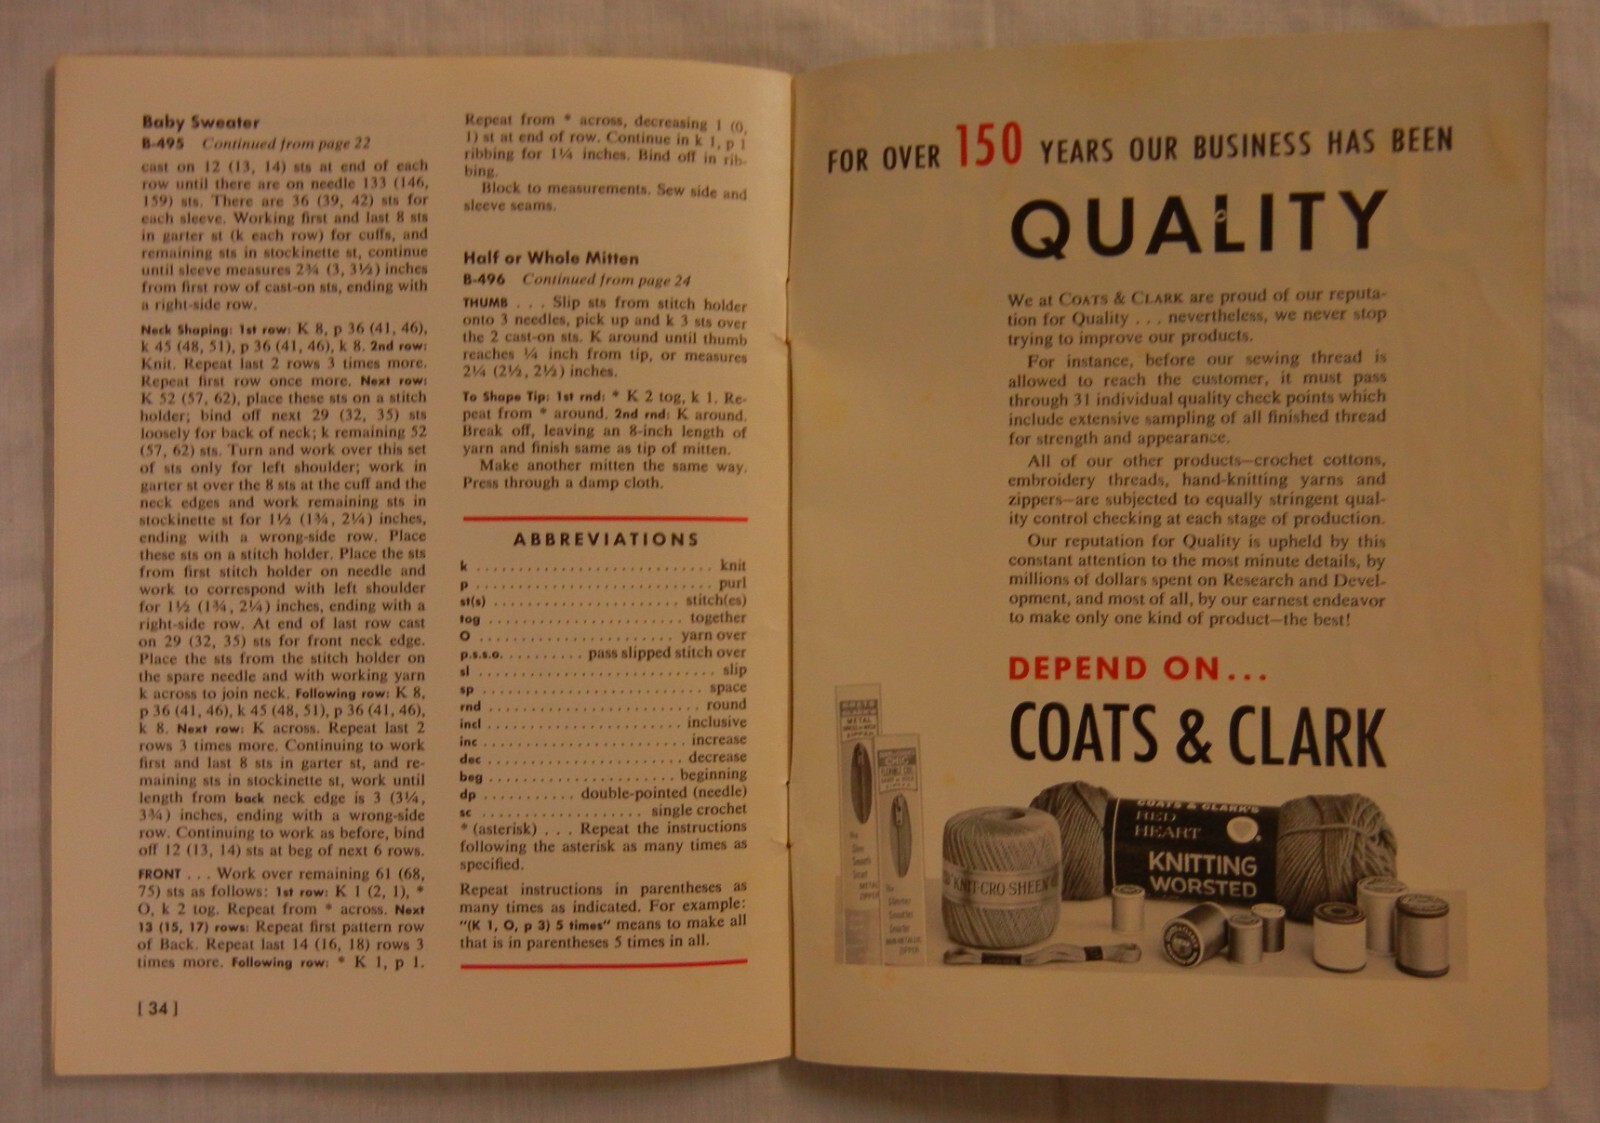 Baby Sweater
B-495 Continued from page 22
cast on 12 (13, 14) sts at end of each
row until there are on needle 133 (146,
159) sts. There are 36 (39, 42) sts for
each sleeve. Working first and last 8 sts
in garter st (k each row) for cuffs, and
remaining sts in stockinette st, continue
until sleeve measures 2¾ (3, 3½) inches
from first row of cast-on sts, ending with
a right-side row.
Neck Shaping: 1st row: K 8, p 36 (41, 46),
k 45 (48, 51), p 36 (41, 46), k 8. 2nd row:
Knit. Repeat last 2 rows 3 times more.
Repeat first row once more. Next row:
K 52 (57, 62), place these sts on a stitch
holder; bind off next 29 (32, 35) sts
loosely for back of neck; k remaining 52
(57, 62) sts. Turn and work over this set
of sts only for left shoulder; work in
garter st over the 8 sts at the cuff and the
neck edges and work remaining sts in
stockinette st for 1½ (1¾, 2¼) inches,
ending with a wrong-side row. Place
these sts on a stitch holder. Place the sts
from first stitch holder on needle and
work to correspond with left shoulder
for 1½ (1¾, 2¼) inches, ending with a
right-side row. At end of last row cast
on 29 (32, 35) sts for front neck edge.
Place the sts from the stitch holder on
the spare needle and with working yarn
k across to join neck. Following row: K 8,
p 36 (41, 46), k 45 (48, 51), p 36 (41, 46),
k 8. Next row: K across. Repeat last 2
rows 3 times more. Continuing to work
first and last 8 sts in garter st, and re-
maining sts in stockinette st, work until
length from back neck edge is 3 (3¼,
3¾) inches, ending with a wrong-side
row. Continuing to work as before, bind
off 12 (13, 14) sts at beg of next 6 rows.
FRONT . . . Work over remaining 61 (68,
75) sts as follows: 1st row: K 1 (2, 1), *
O, k 2 tog. Repeat from * across. Next
13 (15, 17) rows: Repeat first pattern row
of Back. Repeat last 14 (16, 18) rows 3
times more. Following row: * K 1, p 1.
[ 34 ]
Repeat from * across, decreasing 1 (0,
1) st at end of row. Continue in k 1, p 1
ribbing for 1¼ inches. Bind off in rib-
bing.
Block to measurements. Sew side and
sleeve seams.
Half or Whole Mitten
B-496 Continued from page 24
THUMB . . . Slip sts from stitch holder
onto 3 needles, pick up and k 3 sts over
the 2 cast-on sts. K around until thumb
reaches ¼ inch from tip, or measures
2¼ (2½, 2½) inches.
To Shape Tip: 1st rnd: * K 2 tog, k 1. Re-
peat from * around. 2nd rnd: K around.
Break off, leaving an 8-inch length of
yarn and finish same as tip of mitten.
Make another mitten the same way.
Press through a damp cloth.
ABBREVIATIONS
k . . . . . knit
p . . . . . purl
st(s) . . . . . stitch(es)
tog . . . . . together
O . . . . . yarn over
p.s.s.o. . . . . . pass slipped stitch over
sl . . . . . slip
sp . . . . . space
rnd . . . . . round
incl . . . . . inclusive
inc . . . . . increase
dec . . . . . decrease
beg . . . . . beginning
dp . . . . . double-pointed (needle)
sc . . . . . single crochet
* (asterisk) . . . Repeat the instructions
following the asterisk as many times as
specified.
Repeat instructions in parentheses as
many times as indicated. For example:
"(K 1, O, p 3) 5 times" means to make all
that is in parentheses 5 times in all.
FOR OVER 150 YEARS OUR BUSINESS HAS BEEN
QUALITY
We at COATS & CLARK are proud of our reputa-
tion for Quality . . . nevertheless, we never stop
trying to improve our products.
For instance, before our sewing thread is
allowed to reach the customer, it must pass
through 31 individual quality check points which
include extensive sampling of all finished thread
for strength and appearance.
All of our other products—crochet cottons,
embroidery threads, hand-knitting yarns and
zippers—are subjected to equally stringent qual-
ity control checking at each stage of production.
Our reputation for Quality is upheld by this
constant attention to the most minute details, by
millions of dollars spent on Research and Devel-
opment, and most of all, by our earnest endeavor
to make only one kind of product—the best!
DEPEND ON...
COATS & CLARK
COATS & CLARK'S
RED
HEART
KNITTING
WORSTED
KNIT-CRO-SHEEN
METAL
ZIPPER